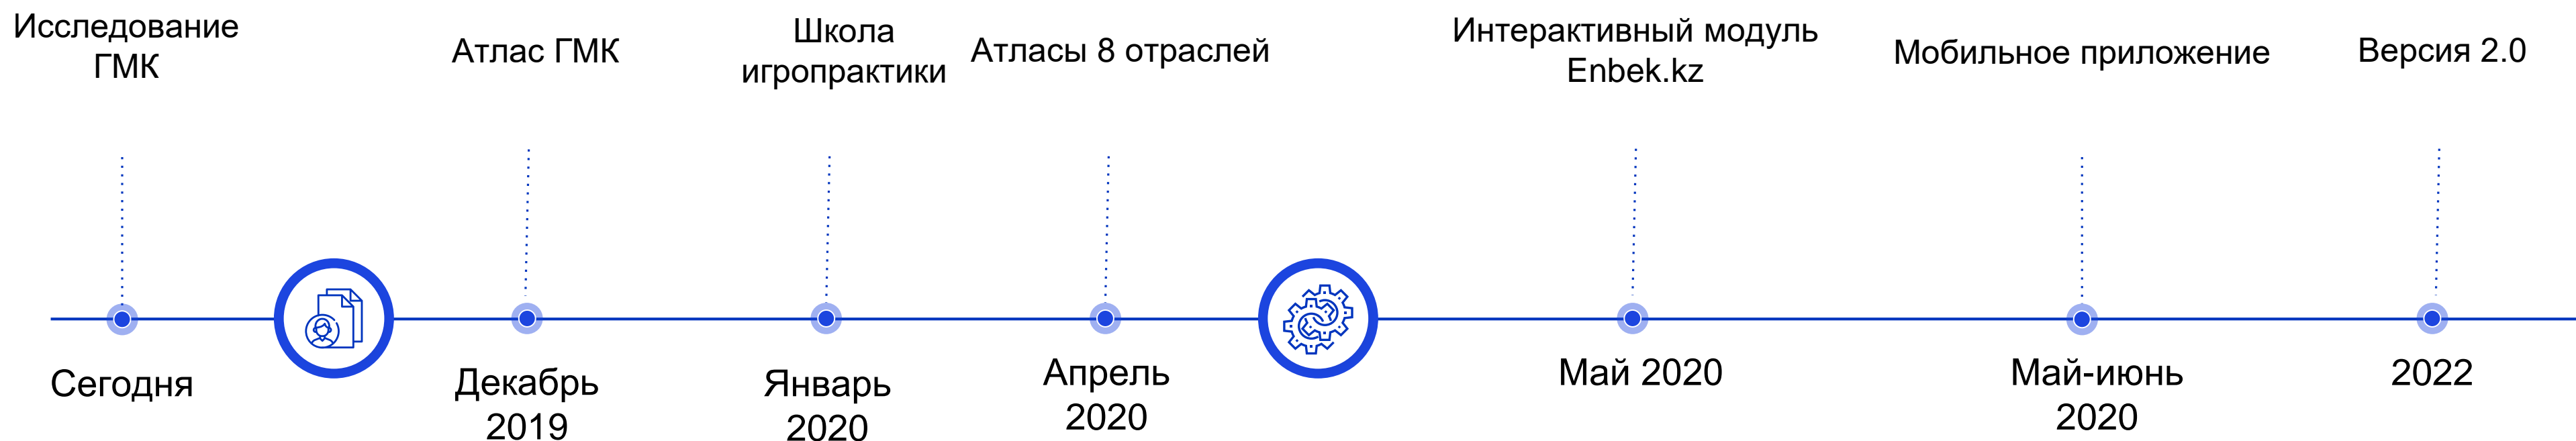 Исследование
ГМК
Атлас ГМК
Школа
игропрактики
Атласы 8 отраслей
Интерактивный модуль
Enbek.kz
Мобильное приложение
Версия 2.0
Сегодня
Декабрь
2019
Январь
2020
Апрель
2020
Май 2020
Май-июнь
2020
2022